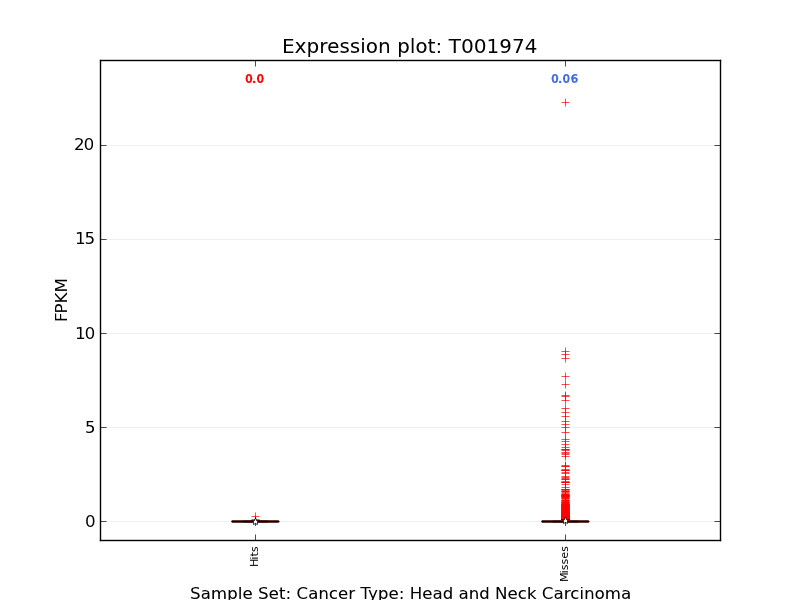 Expression plot: T001974
0.0
0.06
20
15
10
5
0
FPKM
Hits
Misses
Sample Set: Cancer Type: Head and Neck Carcinoma